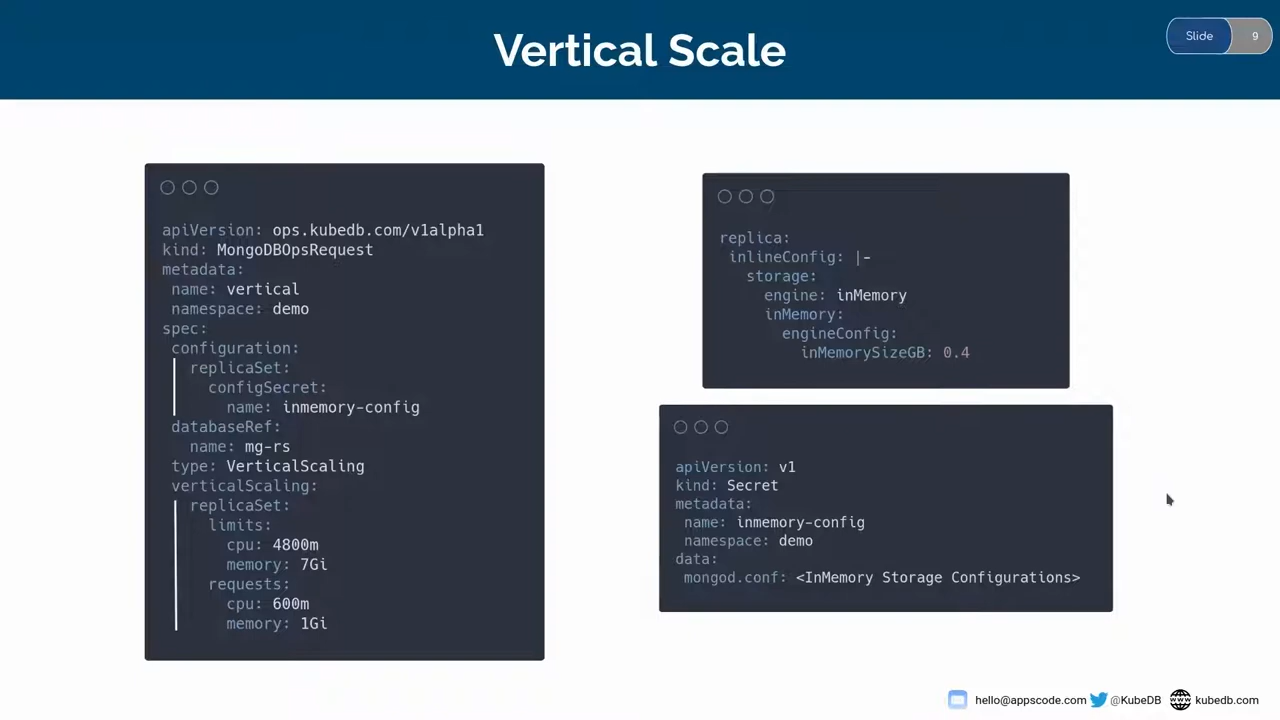 Vertical Scale
Slide 9
apiVersion: ops.kubedb.com/v1alpha1
kind: MongoDBOpsRequest
metadata:
 name: vertical
 namespace: demo
spec:
 configuration:
   replicaSet:
     configSecret:
       name: inmemory-config
 databaseRef:
   name: mg-rs
 type: VerticalScaling
 verticalScaling:
   replicaSet:
     limits:
       cpu: 4800m
       memory: 7Gi
     requests:
       cpu: 600m
       memory: 1Gi
replica:
 inlineConfig: |-
   storage:
     engine: inMemory
     inMemory:
       engineConfig:
         inMemorySizeGB: 0.4
apiVersion: v1
kind: Secret
metadata:
 name: inmemory-config
 namespace: demo
data:
 mongod.conf: <InMemory Storage Configurations>
hello@appscode.com @KubeDB kubedb.com